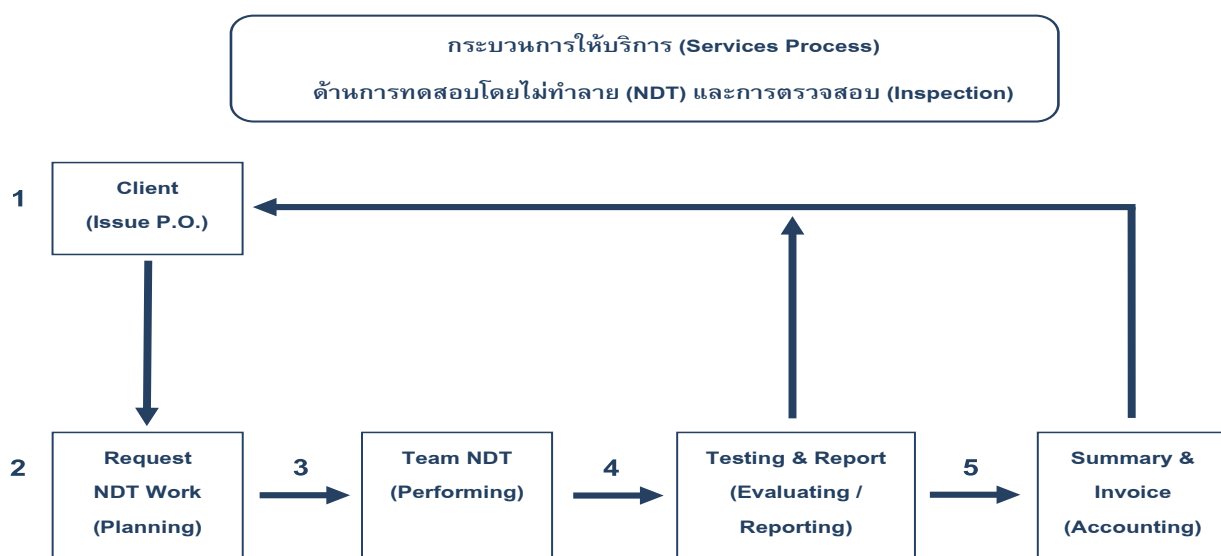 กระบวนการให้บริการ (Services Process)
ด้านการทดสอบโดยไม่ทำลาย (NDT) และการตรวจสอบ (Inspection)
1
Client
(Issue P.O.)
2
Request
NDT Work
(Planning)
3
Team NDT
(Performing)
4
Testing & Report
(Evaluating /
Reporting)
5
Summary &
Invoice
(Accounting)